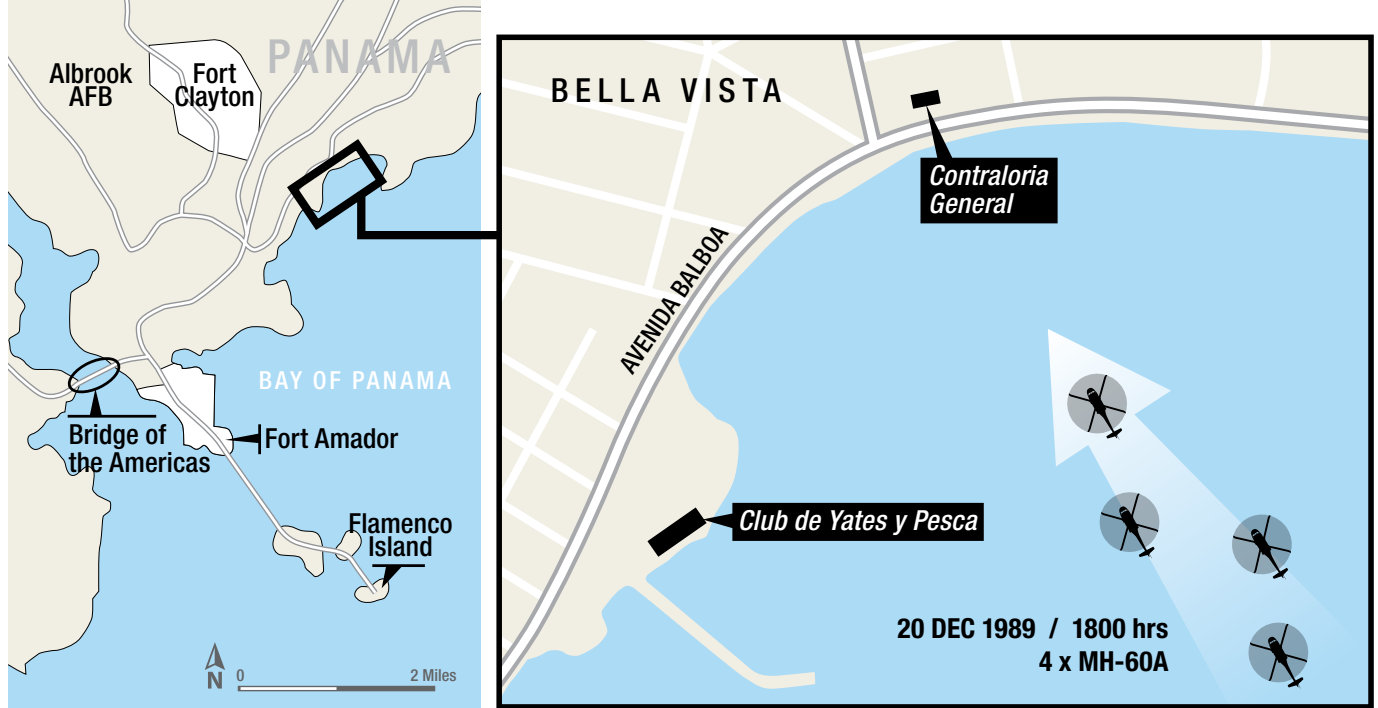 PANAMA
Albrook
AFB
Fort
Clayton
BAY OF PANAMA
Bridge of
the Americas
Fort Amador
Flamenco
Island
N
0
2 Miles
BELLA VISTA
Contraloria
General
AVENIDA BALBOA
Club de Yates y Pesca
20 DEC 1989 / 1800 hrs
4 x MH-60A